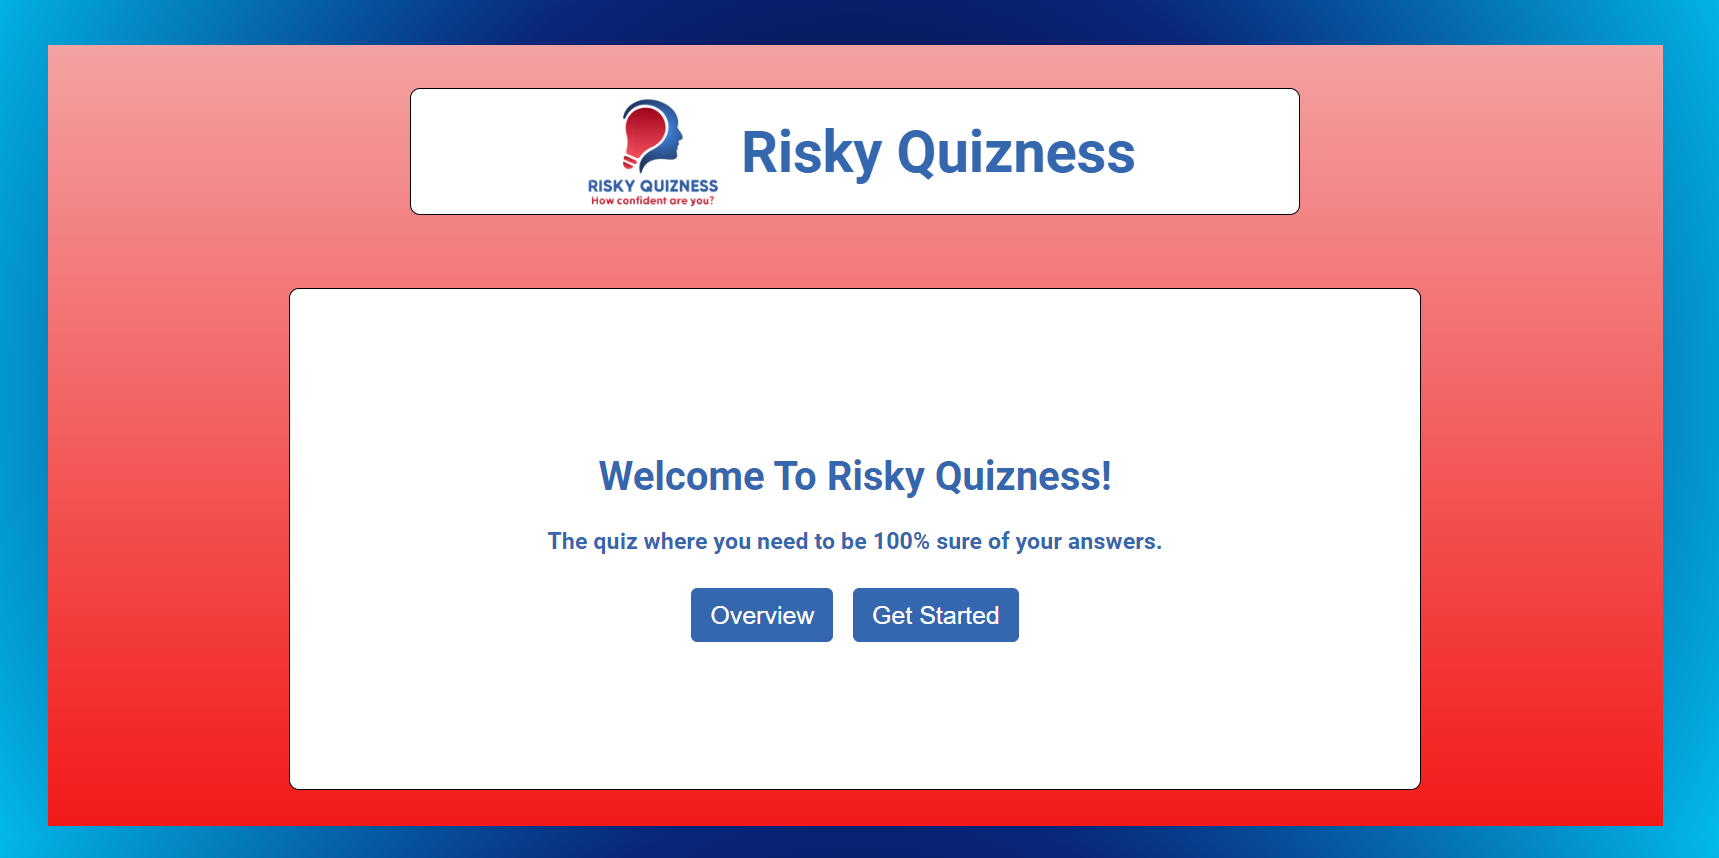 RISKY QUIZNESS
How confident are you?
Risky Quizness
Welcome To Risky Quizness!
The quiz where you need to be 100% sure of your answers.
Overview
Get Started